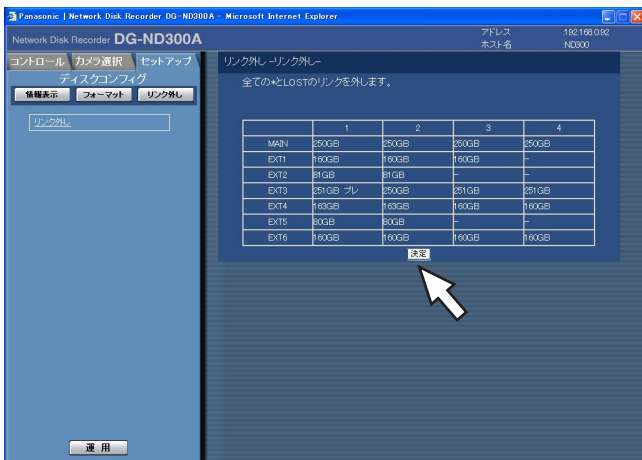 Panasonic | Network Disk Recorder DG-ND300A - Microsoft Internet Explorer
Network Disk Recorder DG-ND300A
アドレス :192.168.0.92
ホスト名 :ND300
コントロール カメラ選択 セットアップ
ディスクコンフィグ
情報表示 フォーマット リンク外し
リンク外し
リンク外し -リンク外し-
全ての*とLOSTのリンクを外します。
1 2 3 4
MAIN 250GB 250GB 250GB 250GB
EXT1 160GB 160GB 160GB -
EXT2 81GB 81GB - -
EXT3 251GB プレ 250GB 251GB 251GB
EXT4 163GB 163GB 160GB 160GB
EXT5 80GB 80GB - -
EXT6 160GB 160GB 160GB 160GB
決定
運 用